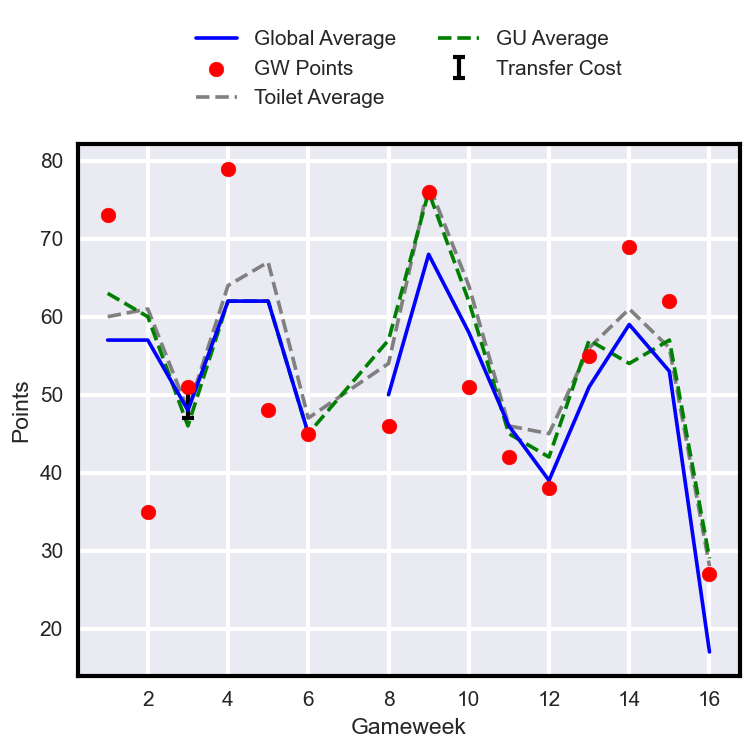 Global Average
GW Points
Toilet Average
GU Average
Transfer Cost
80
70
60
50
40
30
20
Points
2 4 6 8 10 12 14 16
Gameweek